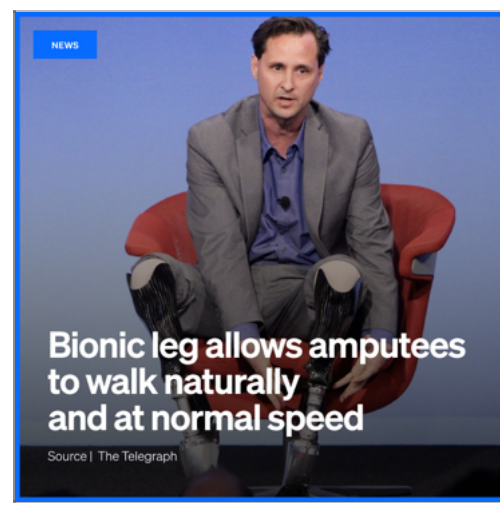 NEWS
Bionic leg allows amputees
to walk naturally
and at normal speed
Source | The Telegraph